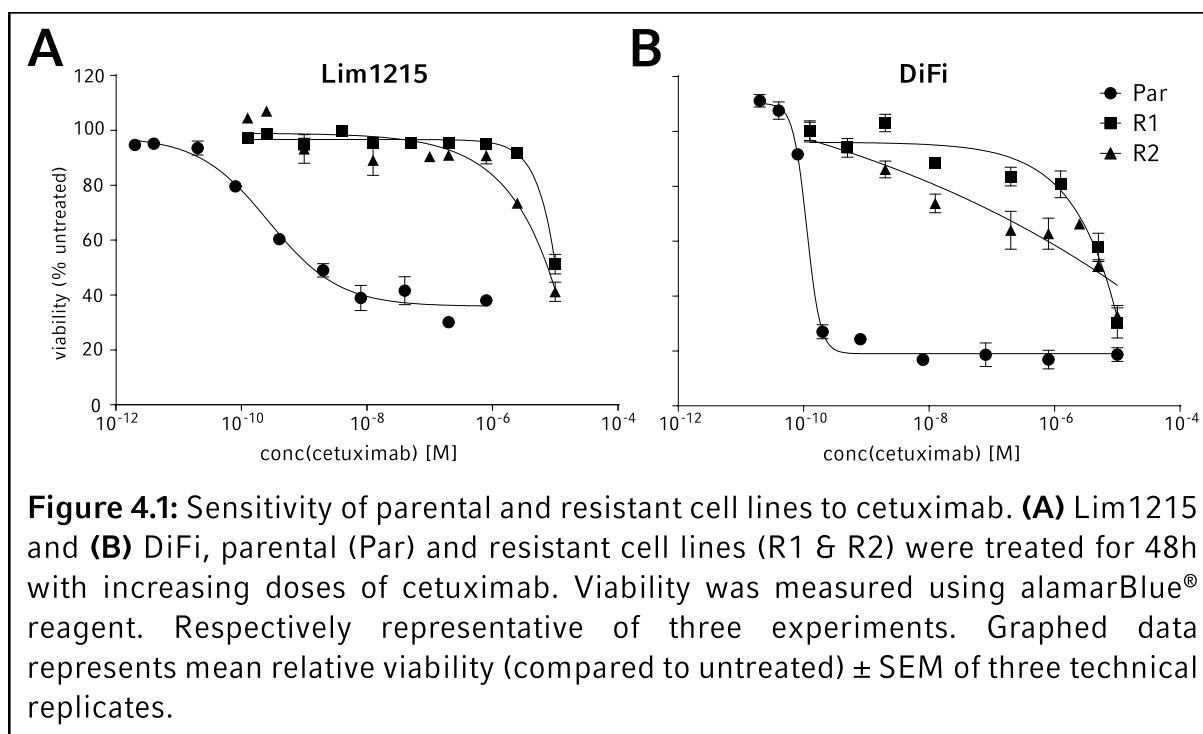 A
B
Lim1215
DiFi
Par
R1
R2
120
100
80
60
40
20
0
viability (% untreated)
10-12
10-10
10-8
10-6
10-4
conc(cetuximab) [M]
10-12
10-10
10-8
10-6
10-4
conc(cetuximab) [M]
Figure 4.1: Sensitivity of parental and resistant cell lines to cetuximab. (A) Lim1215
and (B) DiFi, parental (Par) and resistant cell lines (R1 & R2) were treated for 48h
with increasing doses of cetuximab. Viability was measured using alamarBlue®
reagent. Respectively representative of three experiments. Graphed data
represents mean relative viability (compared to untreated) ± SEM of three technical
replicates.